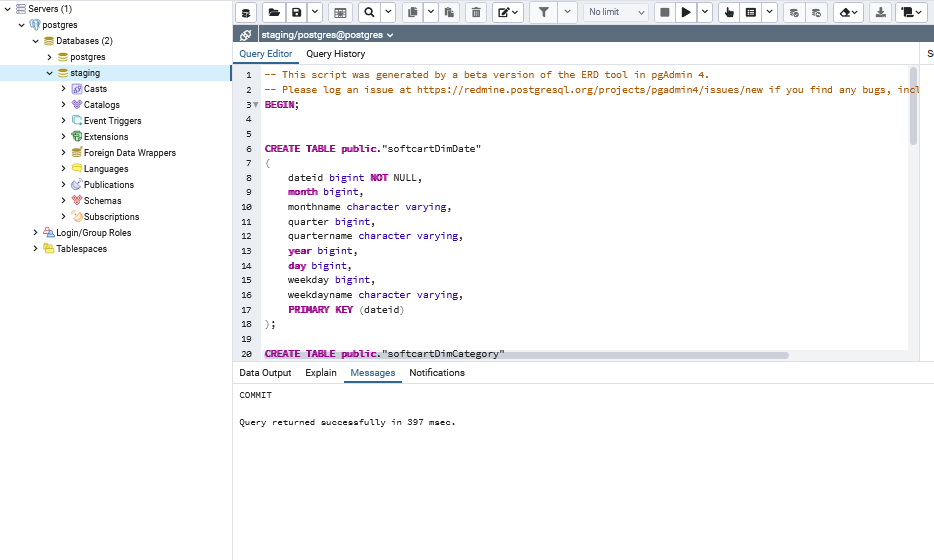 Servers (1)
postgres
Databases (2)
postgres
staging
Casts
Catalogs
Event Triggers
Extensions
Foreign Data Wrappers
Languages
Publications
Schemas
Subscriptions
Login/Group Roles
Tablespaces
No limit
staging/postgres@postgres
Query Editor Query History
S
1 -- This script was generated by a beta version of the ERD tool in pgAdmin 4.
2 -- Please log an issue at https://redmine.postgresql.org/projects/pgadmin4/issues/new if you find any bugs, incl
3 BEGIN;
4
5
6 CREATE TABLE public."softcartDimDate"
7 (
8 dateid bigint NOT NULL,
9 month bigint,
10 monthname character varying,
11 quarter bigint,
12 quartername character varying,
13 year bigint,
14 day bigint,
15 weekday bigint,
16 weekdayname character varying,
17 PRIMARY KEY (dateid)
18 );
19
20 CREATE TABLE public."softcartDimCategory"
Data Output Explain Messages Notifications
COMMIT
Query returned successfully in 397 msec.